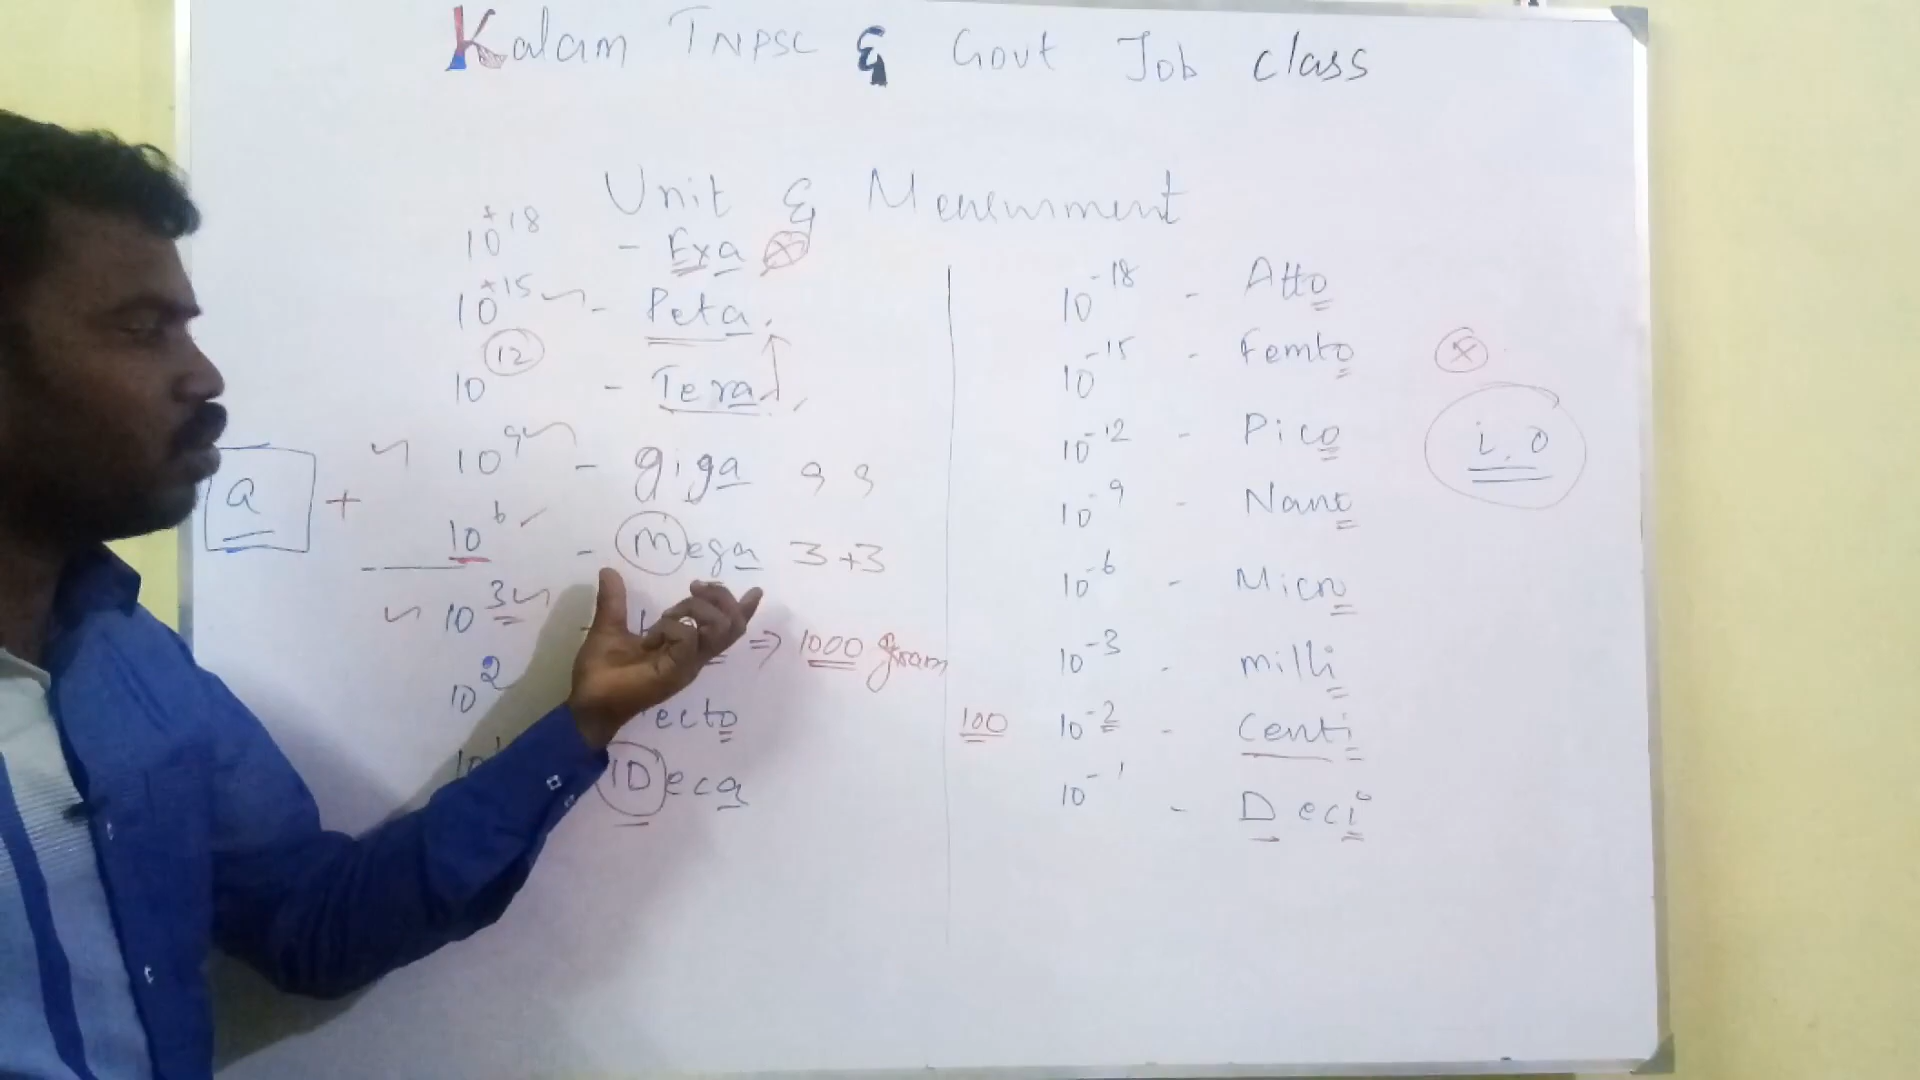 Kalam TNPSC & Govt Job class
Unit & Menurnment
10+18 - Exa
10+15 - Peta
10 12 - Tera
10 9 - giga 9 9
10 6 - Mega 3+3
a +
10 3 - ⇒ 1000 gram
10 2 ecto
10 Deca
10-18 - Atto
10-15 - Femto
10-12 - Pico
10-9 - Nano
10-6 - Micro
10-3 - milli
100 10-2 - Centi
10-1 - Deci
i, o